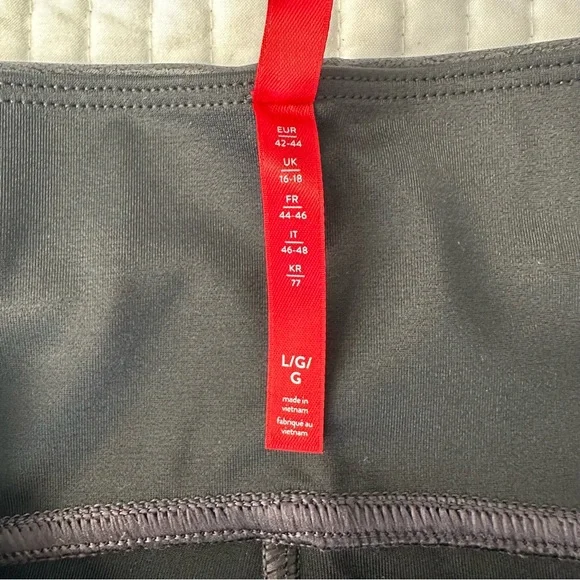 EUR
42-44
UK
16-18
FR
44-46
IT
46-48
KR
77
L/G/
G
made in
vietnam
fabriqué au
vietnam